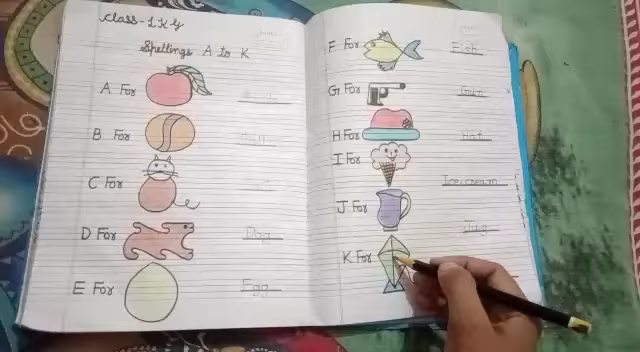 Class-LKG
Spellings A to K
A For
B For
C For
D For Dog
E For Egg
F For Fish
G For Gun
H For Hat
I For Ice cream
J For Jug
K For